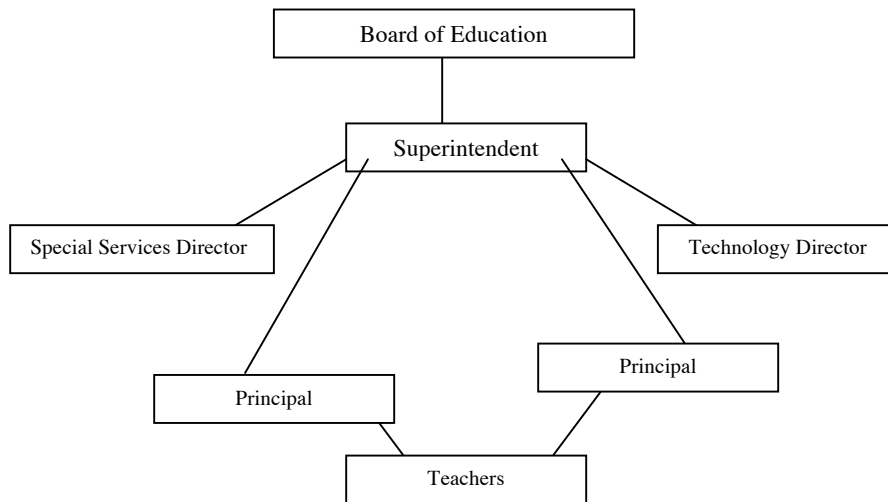 Board of Education
Superintendent
Special Services Director
Technology Director
Principal
Principal
Teachers